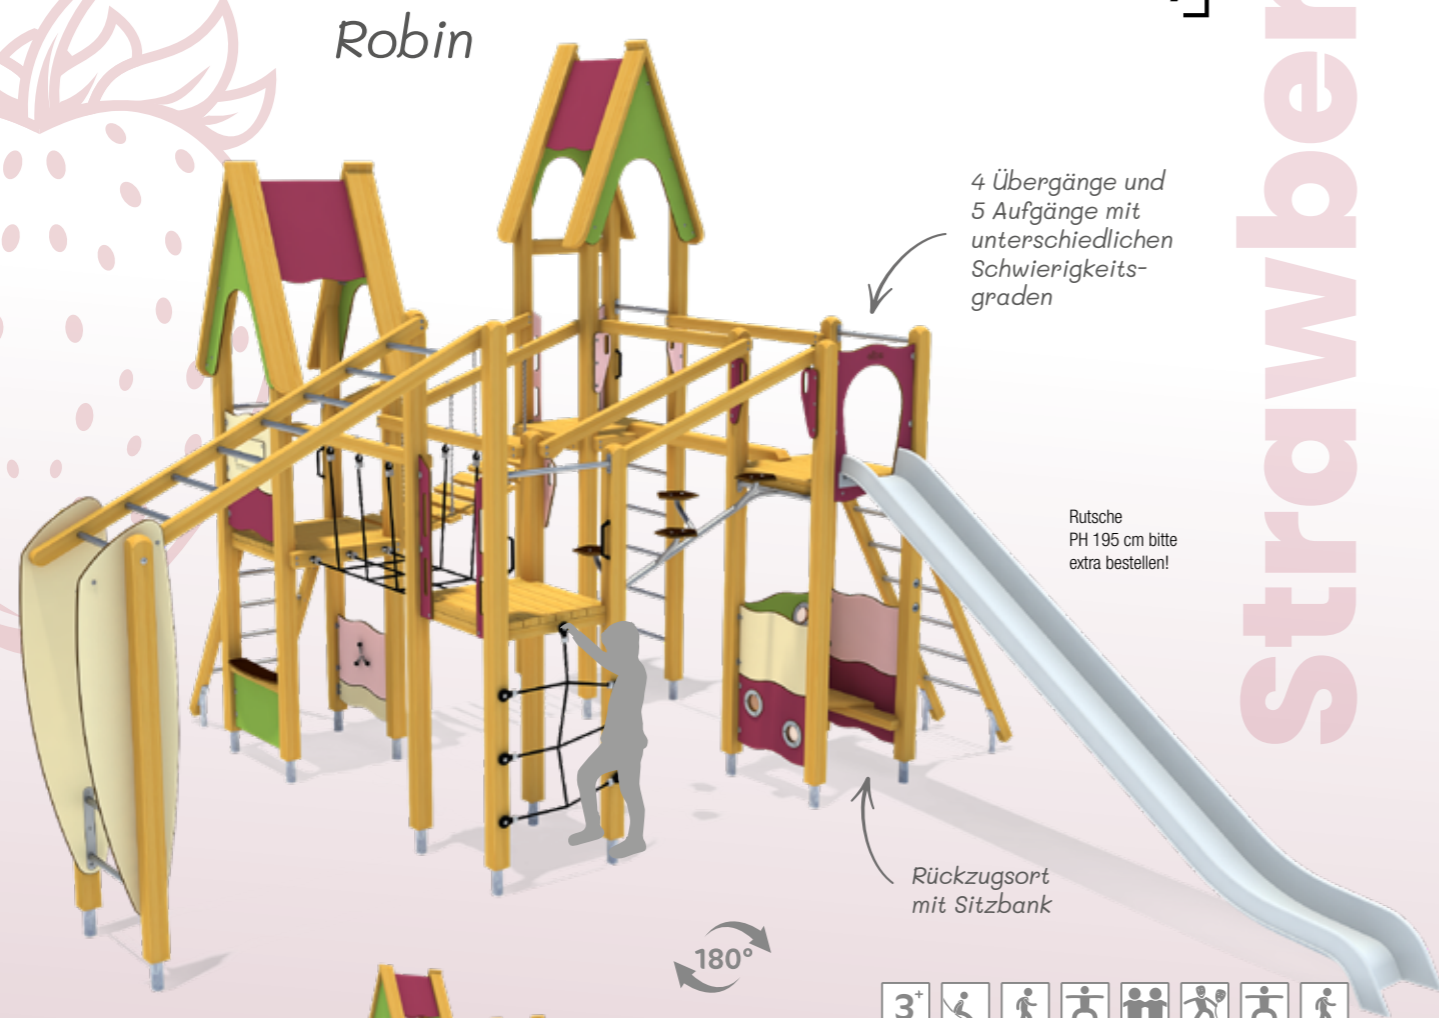 Robin
4 Übergänge und
5 Aufgänge mit
unterschiedlichen
Schwierigkeits-
graden
Rutsche
PH 195 cm bitte
extra bestellen!
Rückzugsort
mit Sitzbank
180°
3+